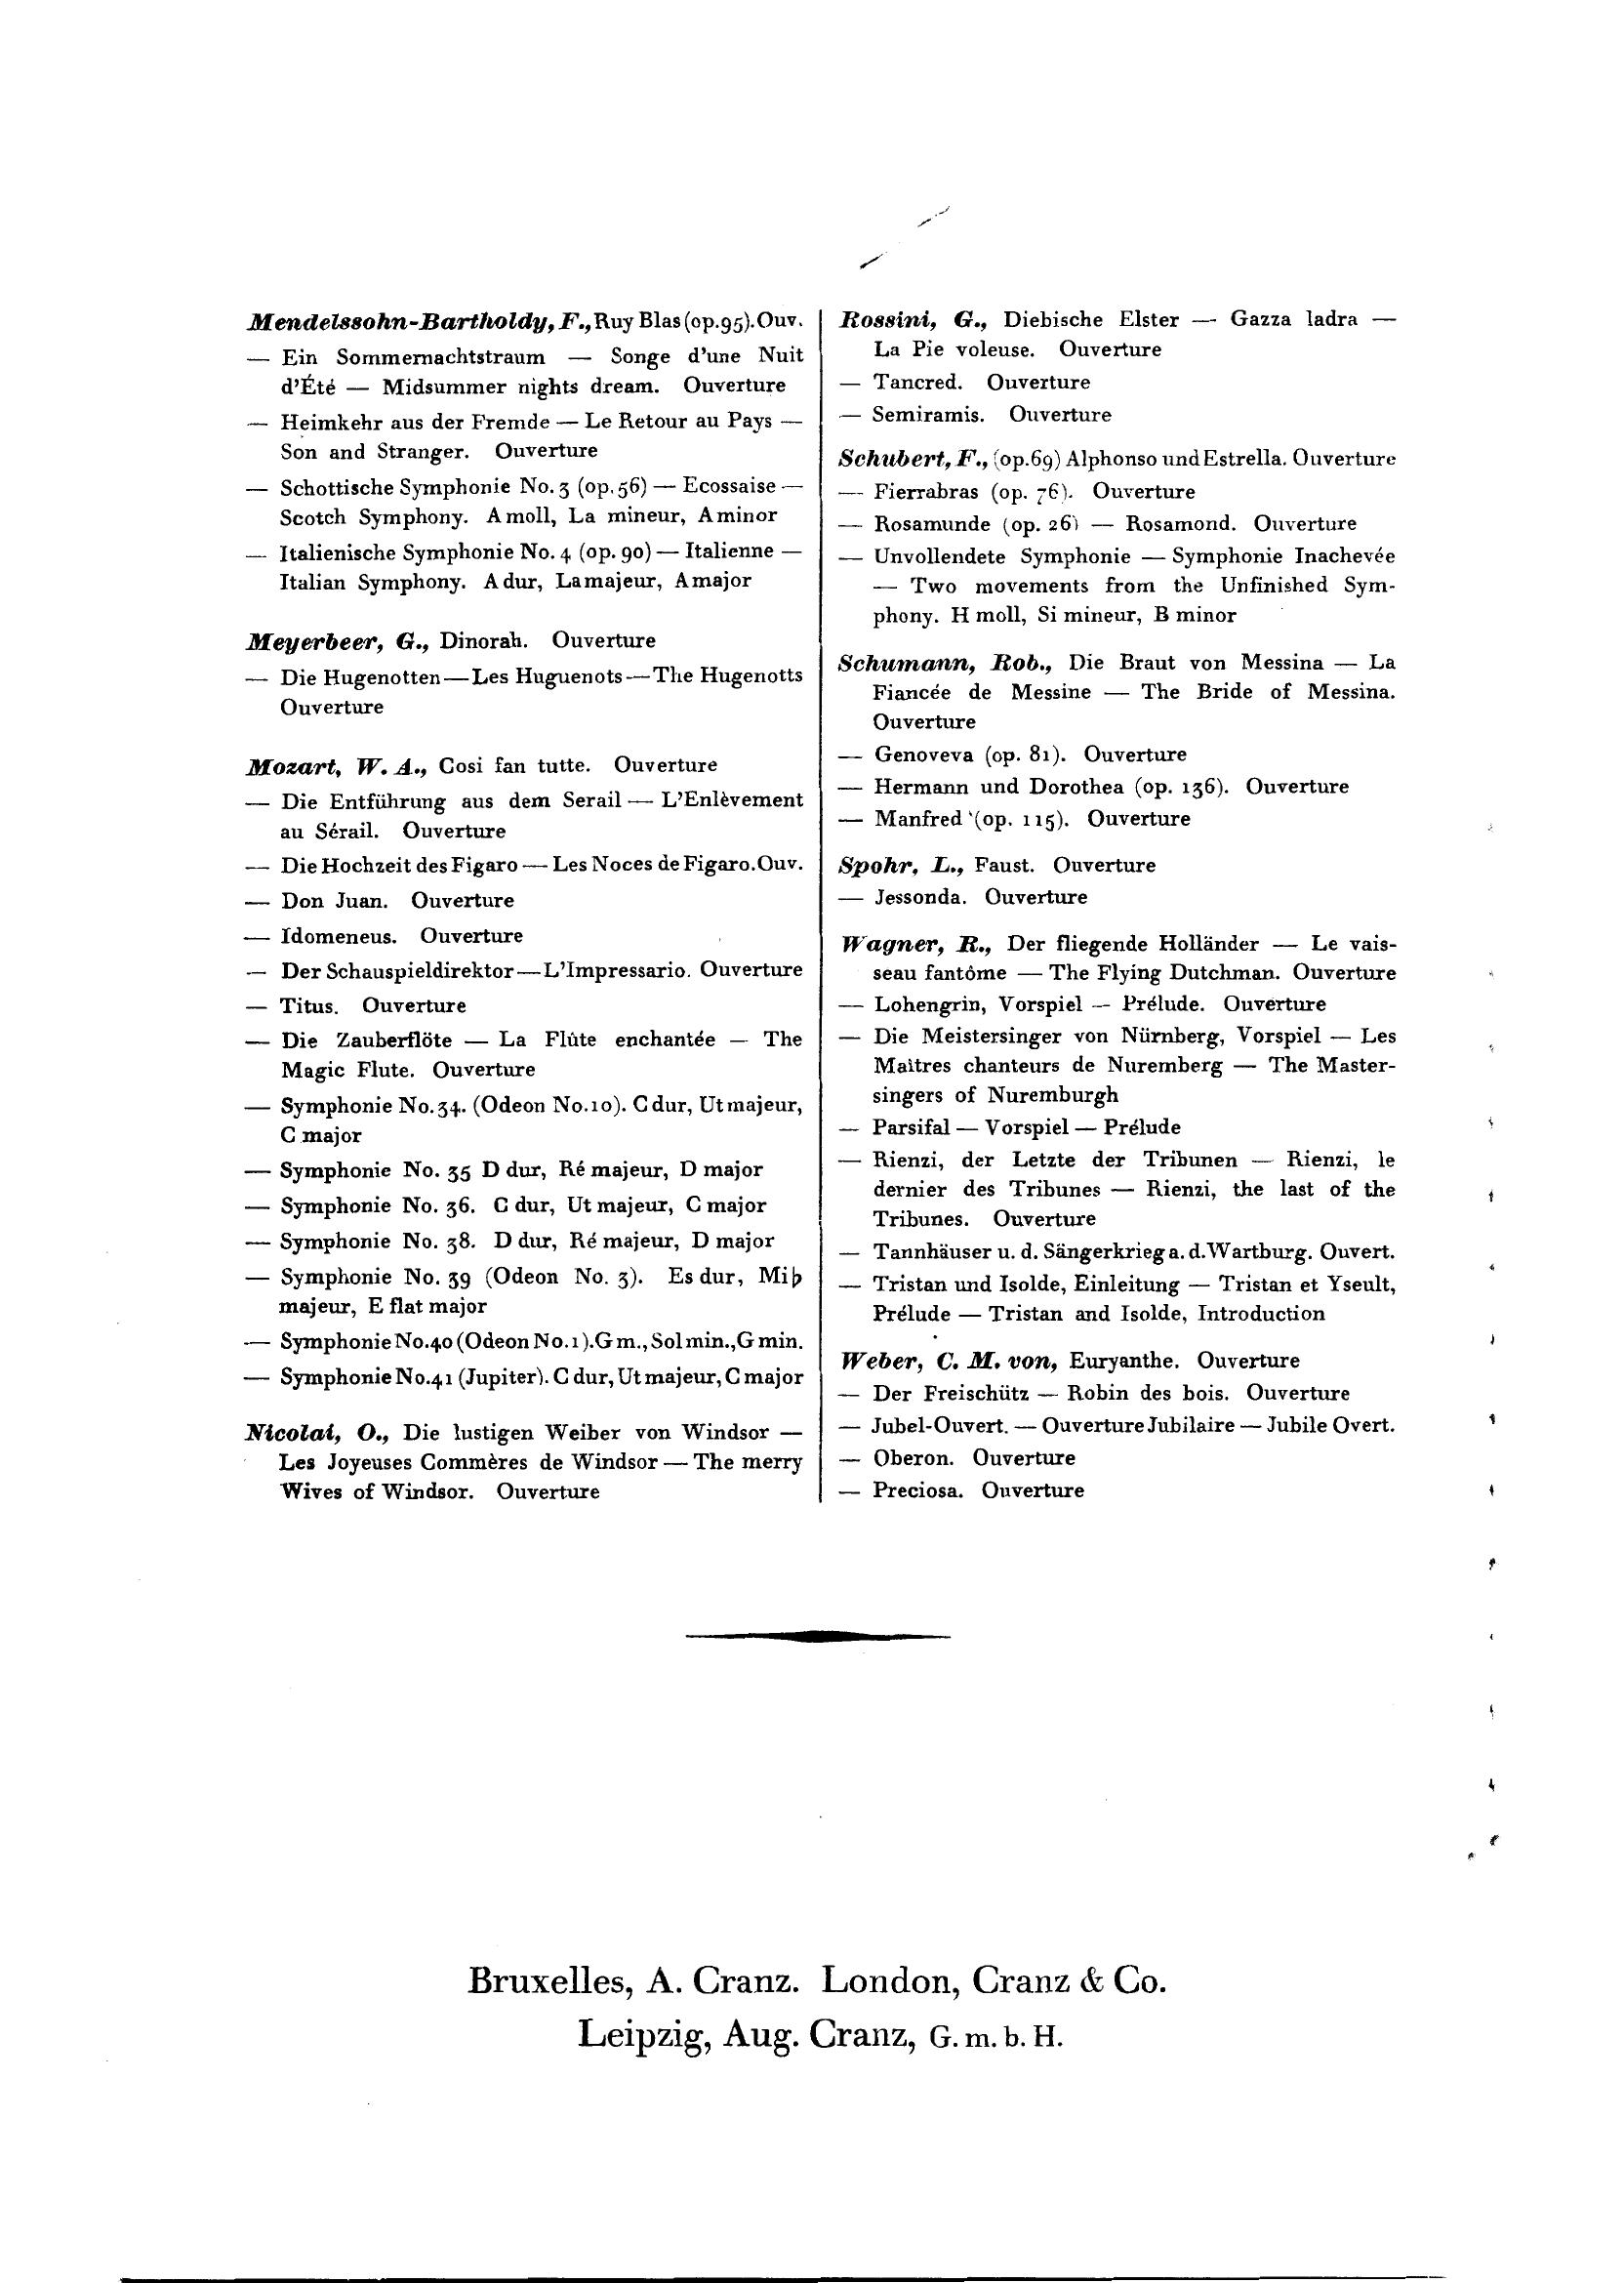 Mendelssohn-Bartholdy, F., Ruy Blas (op. 95). Ouv.
— Ein Sommernachtstraum — Songe d'une Nuit
d'Été — Midsummer nights dream. Ouverture
— Heimkehr aus der Fremde — Le Retour au Pays —
Son and Stranger. Ouverture
— Schottische Symphonie No. 3 (op. 56) — Ecossaise —
Scotch Symphony. A moll, La mineur, A minor
— Italienische Symphonie No. 4 (op. 90) — Italienne —
Italian Symphony. A dur, La majeur, A major
Meyerbeer, G., Dinorah. Ouverture
— Die Hugenotten — Les Huguenots — The Hugenotts
Ouverture
Mozart, W. A., Cosi fan tutte. Ouverture
— Die Entführung aus dem Serail — L'Enlèvement
au Sérail. Ouverture
— Die Hochzeit des Figaro — Les Noces de Figaro. Ouv.
— Don Juan. Ouverture
— Idomeneus. Ouverture
— Der Schauspieldirektor — L'Impressario. Ouverture
— Titus. Ouverture
— Die Zauberflöte — La Flûte enchantée — The
Magic Flute. Ouverture
— Symphonie No. 34. (Odeon No. 10). C dur, Ut majeur,
C major
— Symphonie No. 35 D dur, Ré majeur, D major
— Symphonie No. 36. C dur, Ut majeur, C major
— Symphonie No. 38. D dur, Ré majeur, D major
— Symphonie No. 39 (Odeon No. 3). Es dur, Mi♭
majeur, E flat major
— Symphonie No. 40 (Odeon No. 1). G m., Sol min., G min.
— Symphonie No. 41 (Jupiter). C dur, Ut majeur, C major
Nicolai, O., Die lustigen Weiber von Windsor —
Les Joyeuses Commères de Windsor — The merry
Wives of Windsor. Ouverture
Rossini, G., Diebische Elster — Gazza ladra —
La Pie voleuse. Ouverture
— Tancred. Ouverture
— Semiramis. Ouverture
Schubert, F., (op. 69) Alphonso und Estrella. Ouverture
— Fierrabras (op. 76). Ouverture
— Rosamunde (op. 26) — Rosamond. Ouverture
— Unvollendete Symphonie — Symphonie Inachevée
— Two movements from the Unfinished Sym-
phony. H moll, Si mineur, B minor
Schumann, Rob., Die Braut von Messina — La
Fiancée de Messine — The Bride of Messina.
Ouverture
— Genoveva (op. 81). Ouverture
— Hermann und Dorothea (op. 136). Ouverture
— Manfred (op. 115). Ouverture
Spohr, L., Faust. Ouverture
— Jessonda. Ouverture
Wagner, R., Der fliegende Holländer — Le vais-
seau fantôme — The Flying Dutchman. Ouverture
— Lohengrin, Vorspiel — Prélude. Ouverture
— Die Meistersinger von Nürnberg, Vorspiel — Les
Maîtres chanteurs de Nuremberg — The Master-
singers of Nuremburgh
— Parsifal — Vorspiel — Prélude
— Rienzi, der Letzte der Tribunen — Rienzi, le
dernier des Tribunes — Rienzi, the last of the
Tribunes. Ouverture
— Tannhäuser u. d. Sängerkrieg a. d. Wartburg. Ouvert.
— Tristan und Isolde, Einleitung — Tristan et Yseult,
Prélude — Tristan and Isolde, Introduction
Weber, C. M. von, Euryanthe. Ouverture
— Der Freischütz — Robin des bois. Ouverture
— Jubel-Ouvert. — Ouverture Jubilaire — Jubile Overt.
— Oberon. Ouverture
— Preciosa. Ouverture
Bruxelles, A. Cranz. London, Cranz & Co.
Leipzig, Aug. Cranz, G. m. b. H.